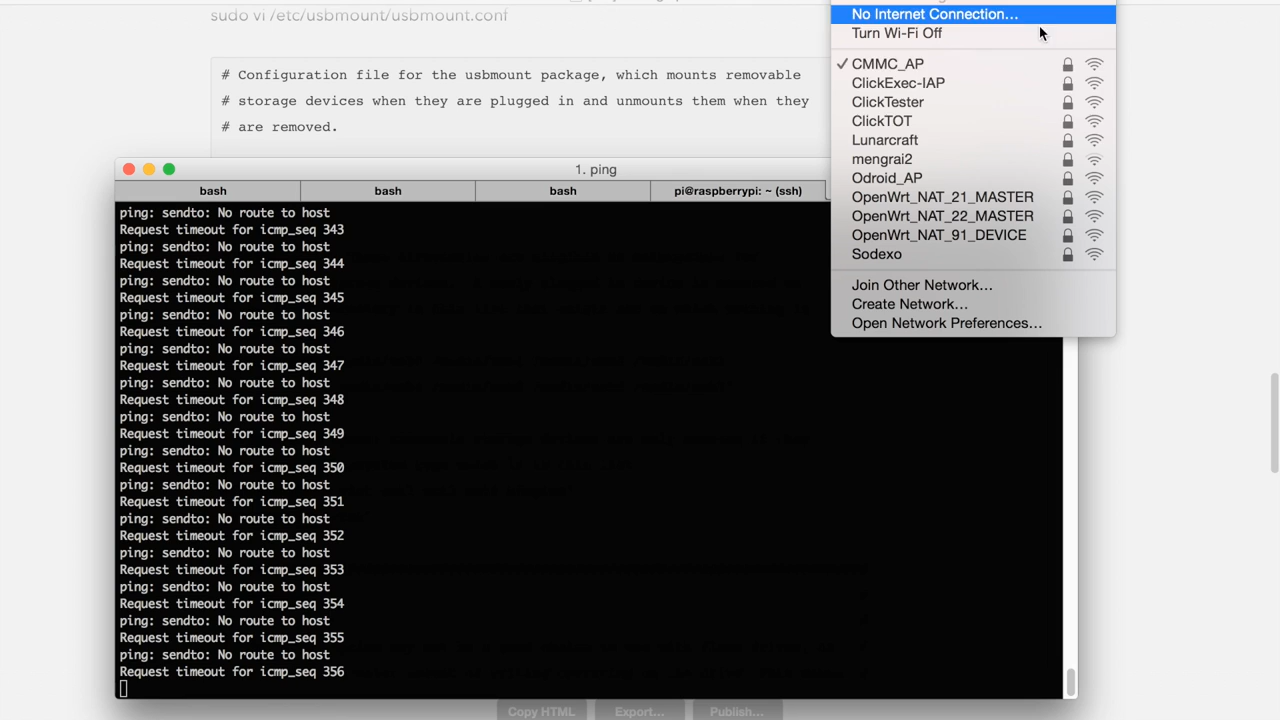 sudo vi /etc/usbmount/usbmount.conf
# Configuration file for the usbmount package, which mounts removable
# storage devices when they are plugged in and unmounts them when they
# are removed.
1. ping
bash
bash
bash
pi@raspberrypi: ~ (ssh)
ping: sendto: No route to host
Request timeout for icmp_seq 343
ping: sendto: No route to host
Request timeout for icmp_seq 344
ping: sendto: No route to host
Request timeout for icmp_seq 345
ping: sendto: No route to host
Request timeout for icmp_seq 346
ping: sendto: No route to host
Request timeout for icmp_seq 347
ping: sendto: No route to host
Request timeout for icmp_seq 348
ping: sendto: No route to host
Request timeout for icmp_seq 349
ping: sendto: No route to host
Request timeout for icmp_seq 350
ping: sendto: No route to host
Request timeout for icmp_seq 351
ping: sendto: No route to host
Request timeout for icmp_seq 352
ping: sendto: No route to host
Request timeout for icmp_seq 353
ping: sendto: No route to host
Request timeout for icmp_seq 354
ping: sendto: No route to host
Request timeout for icmp_seq 355
ping: sendto: No route to host
Request timeout for icmp_seq 356
No Internet Connection...
Turn Wi-Fi Off
✓ CMMC_AP
ClickExec-IAP
ClickTester
ClickTOT
Lunarcraft
mengrai2
Odroid_AP
OpenWrt_NAT_21_MASTER
OpenWrt_NAT_22_MASTER
OpenWrt_NAT_91_DEVICE
Sodexo
Join Other Network...
Create Network...
Open Network Preferences...
Copy HTML
Export...
Publish...